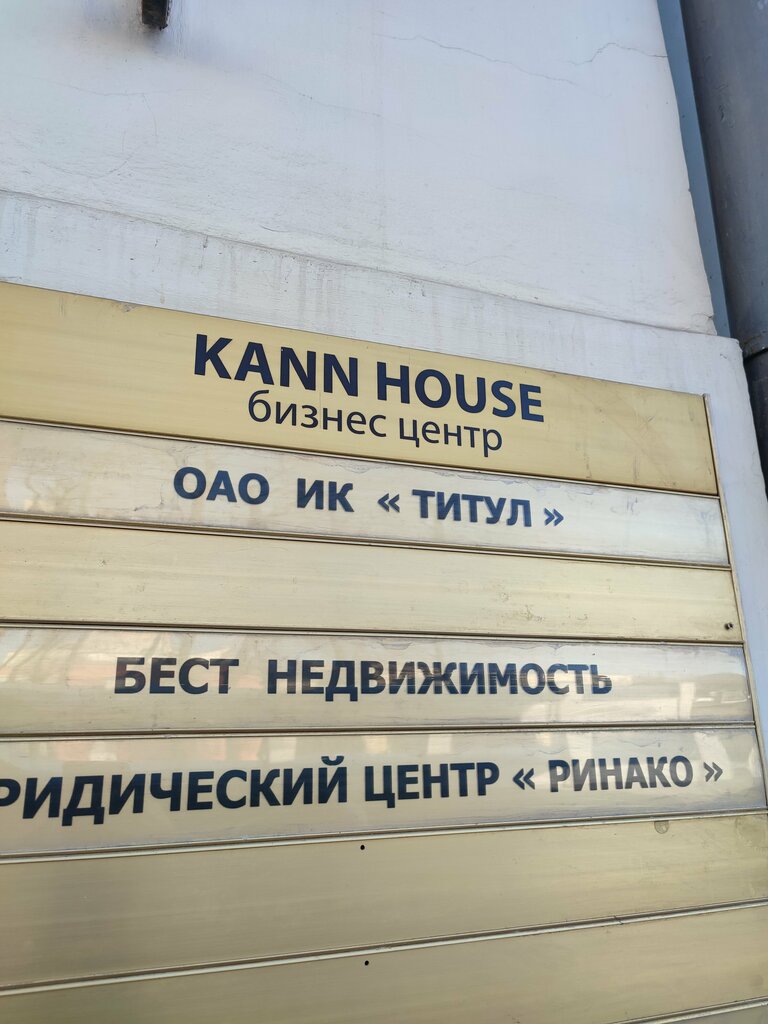 KANN HOUSE
бизнес центр
ОАО ИК « ТИТУЛ »
БЕСТ НЕДВИЖИМОСТЬ
РИДИЧЕСКИЙ ЦЕНТР « РИНАКО »